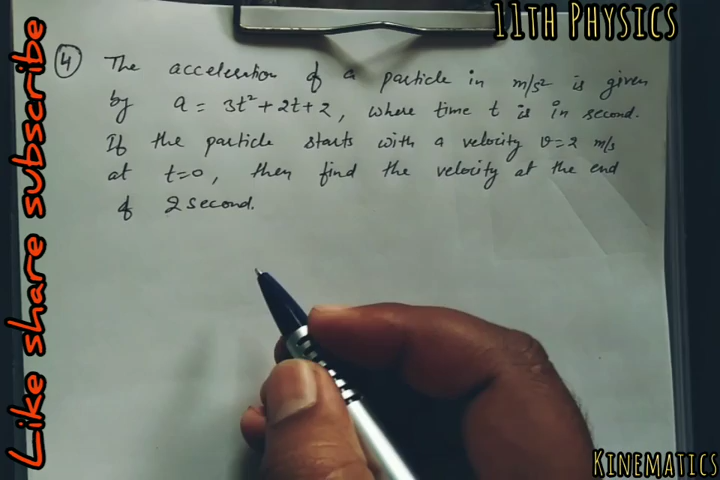 11th Physics
Like share subscribe
4 The acceleration of a particle in m/s² is given
by a = 3t² + 2t + 2, where time t is in second.
If the particle starts with a velocity v=2 m/s
at t=0, then find the velocity at the end
of 2 second.
Kinematics